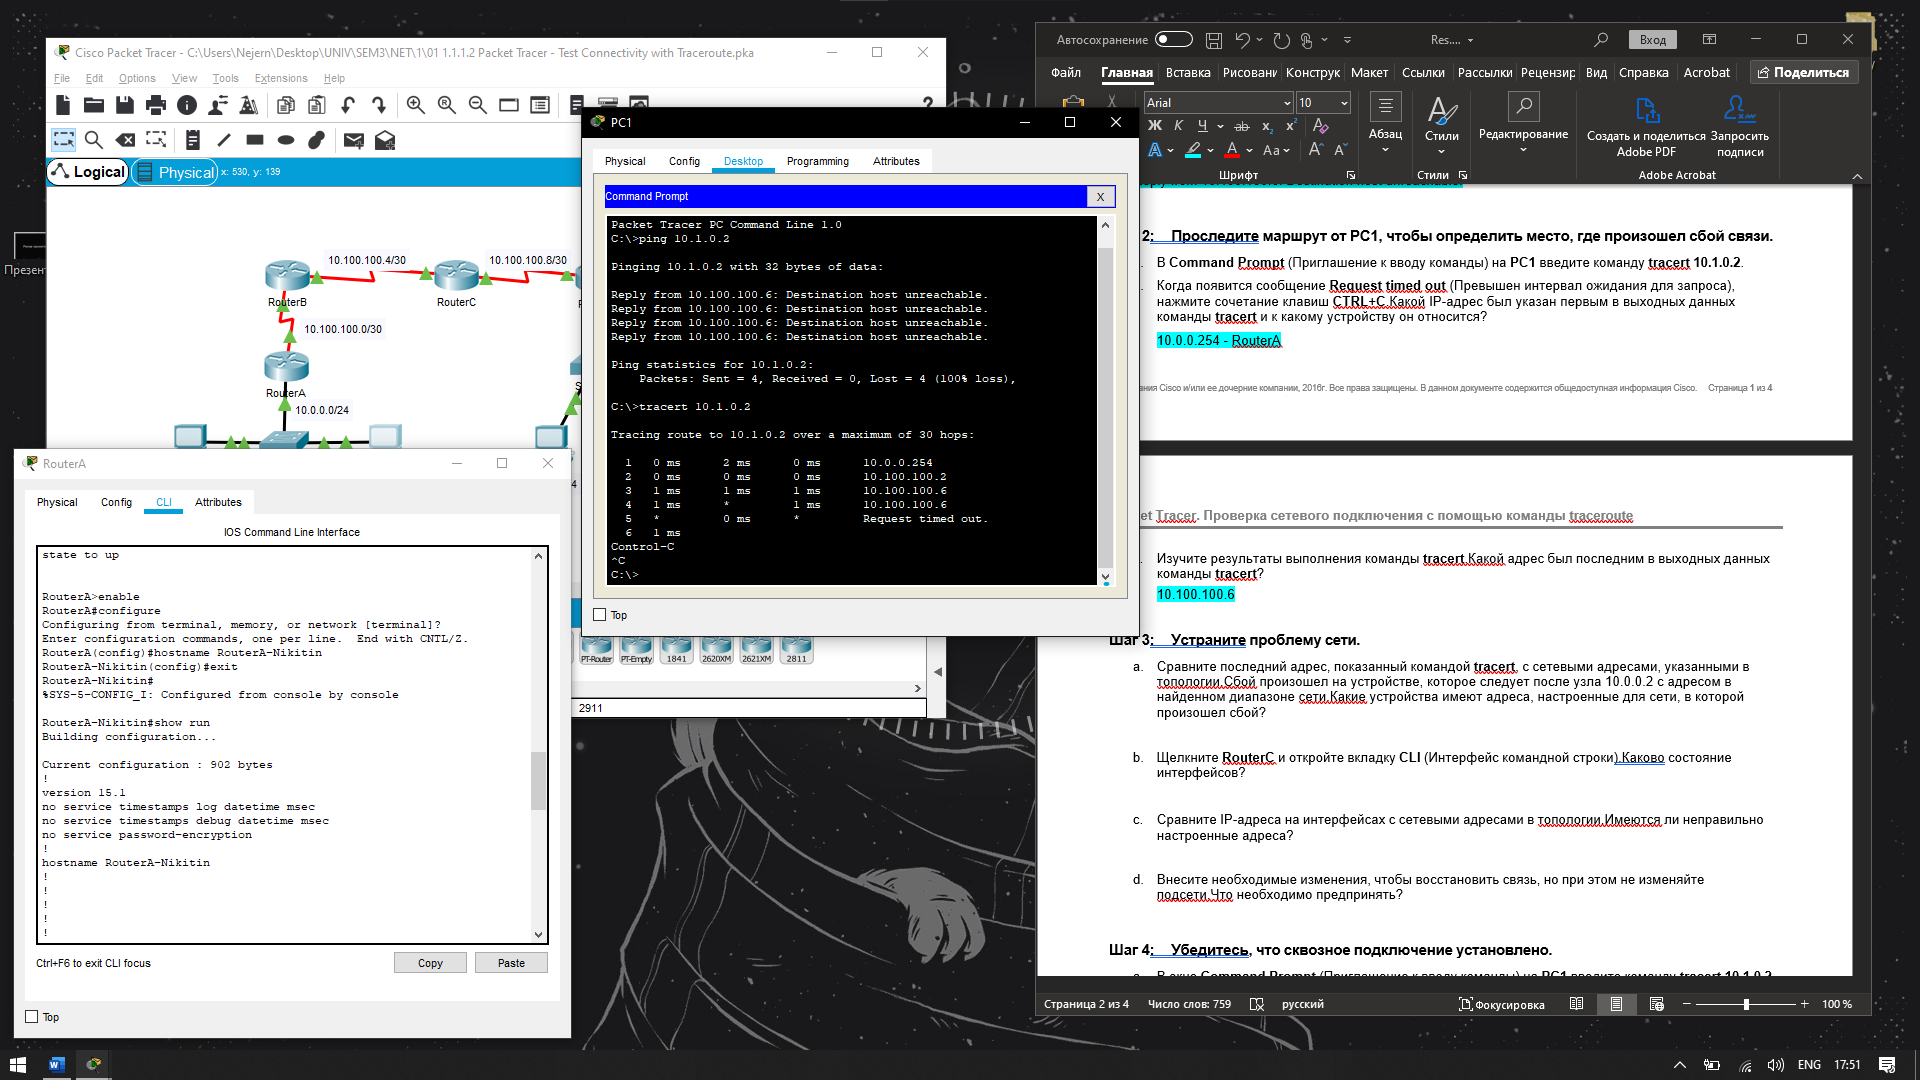 Cisco Packet Tracer - C:\Users\Nejern\Desktop\UNIV\SEM3\NET\1\01 1.1.1.2 Packet Tracer - Test Connectivity with Traceroute.pka
File Edit Options View Tools Extensions Help
Logical Physical x: 530, y: 139
10.100.100.4/30
10.100.100.8/30
RouterB
RouterC
10.100.100.0/30
RouterA
10.0.0.0/24
PT-Router PT-Empty 1841 2620XM 2621XM 2811
2911
RouterA
Physical Config CLI Attributes
IOS Command Line Interface
state to up
RouterA>enable
RouterA#configure
Configuring from terminal, memory, or network [terminal]?
Enter configuration commands, one per line.  End with CNTL/Z.
RouterA(config)#hostname RouterA-Nikitin
RouterA-Nikitin(config)#exit
RouterA-Nikitin#
%SYS-5-CONFIG_I: Configured from console by console
RouterA-Nikitin#show run
Building configuration...
Current configuration : 902 bytes
!
version 15.1
no service timestamps log datetime msec
no service timestamps debug datetime msec
no service password-encryption
!
hostname RouterA-Nikitin
!
!
!
!
!
Ctrl+F6 to exit CLI focus
Copy Paste
Top
PC1
Physical Config Desktop Programming Attributes
Command Prompt X
Packet Tracer PC Command Line 1.0
C:\>ping 10.1.0.2
Pinging 10.1.0.2 with 32 bytes of data:
Reply from 10.100.100.6: Destination host unreachable.
Reply from 10.100.100.6: Destination host unreachable.
Reply from 10.100.100.6: Destination host unreachable.
Reply from 10.100.100.6: Destination host unreachable.
Ping statistics for 10.1.0.2:
Packets: Sent = 4, Received = 0, Lost = 4 (100% loss),
C:\>tracert 10.1.0.2
Tracing route to 10.1.0.2 over a maximum of 30 hops:
1 0 ms 2 ms 0 ms 10.0.0.254
2 0 ms 0 ms 0 ms 10.100.100.2
3 1 ms 1 ms 1 ms 10.100.100.6
4 1 ms * 1 ms 10.100.100.6
5 * 0 ms * Request timed out.
6 1 ms
Control-C
^C
C:\>
Top
Автосохранение Res.... Вход
Файл Главная Вставка Рисовани Конструк Макет Ссылки Рассылки Рецензир Вид Справка Acrobat Поделиться
Arial 10
Ж К Ч ab x₂ x²
Aa
Абзац Стили Редактирование
Создать и поделиться Adobe PDF
Запросить подписи
Шрифт Стили Adobe Acrobat
2: Проследите маршрут от PC1, чтобы определить место, где произошел сбой связи.
В Command Prompt (Приглашение к вводу команды) на PC1 введите команду tracert 10.1.0.2.
Когда появится сообщение Request timed out (Превышен интервал ожидания для запроса),
нажмите сочетание клавиш CTRL+C.Какой IP-адрес был указан первым в выходных данных
команды tracert и к какому устройству он относится?
10.0.0.254 - RouterA
ания Cisco и/или ее дочерние компании, 2016г. Все права защищены. В данном документе содержится общедоступная информация Cisco. Страница 1 из 4
et Tracer. Проверка сетевого подключения с помощью команды traceroute
Изучите результаты выполнения команды tracert.Какой адрес был последним в выходных данных
команды tracert?
10.100.100.6
Шаг 3: Устраните проблему сети.
a. Сравните последний адрес, показанный командой tracert, с сетевыми адресами, указанными в
топологии.Сбой произошел на устройстве, которое следует после узла 10.0.0.2 с адресом в
найденном диапазоне сети.Какие устройства имеют адреса, настроенные для сети, в которой
произошел сбой?
b. Щелкните RouterC и откройте вкладку CLI (Интерфейс командной строки).Каково состояние
интерфейсов?
c. Сравните IP-адреса на интерфейсах с сетевыми адресами в топологии.Имеются ли неправильно
настроенные адреса?
d. Внесите необходимые изменения, чтобы восстановить связь, но при этом не изменяйте
подсети.Что необходимо предпринять?
Шаг 4: Убедитесь, что сквозное подключение установлено.
Страница 2 из 4 Число слов: 759 русский Фокусировка 100 %
Презен
ENG 17:51